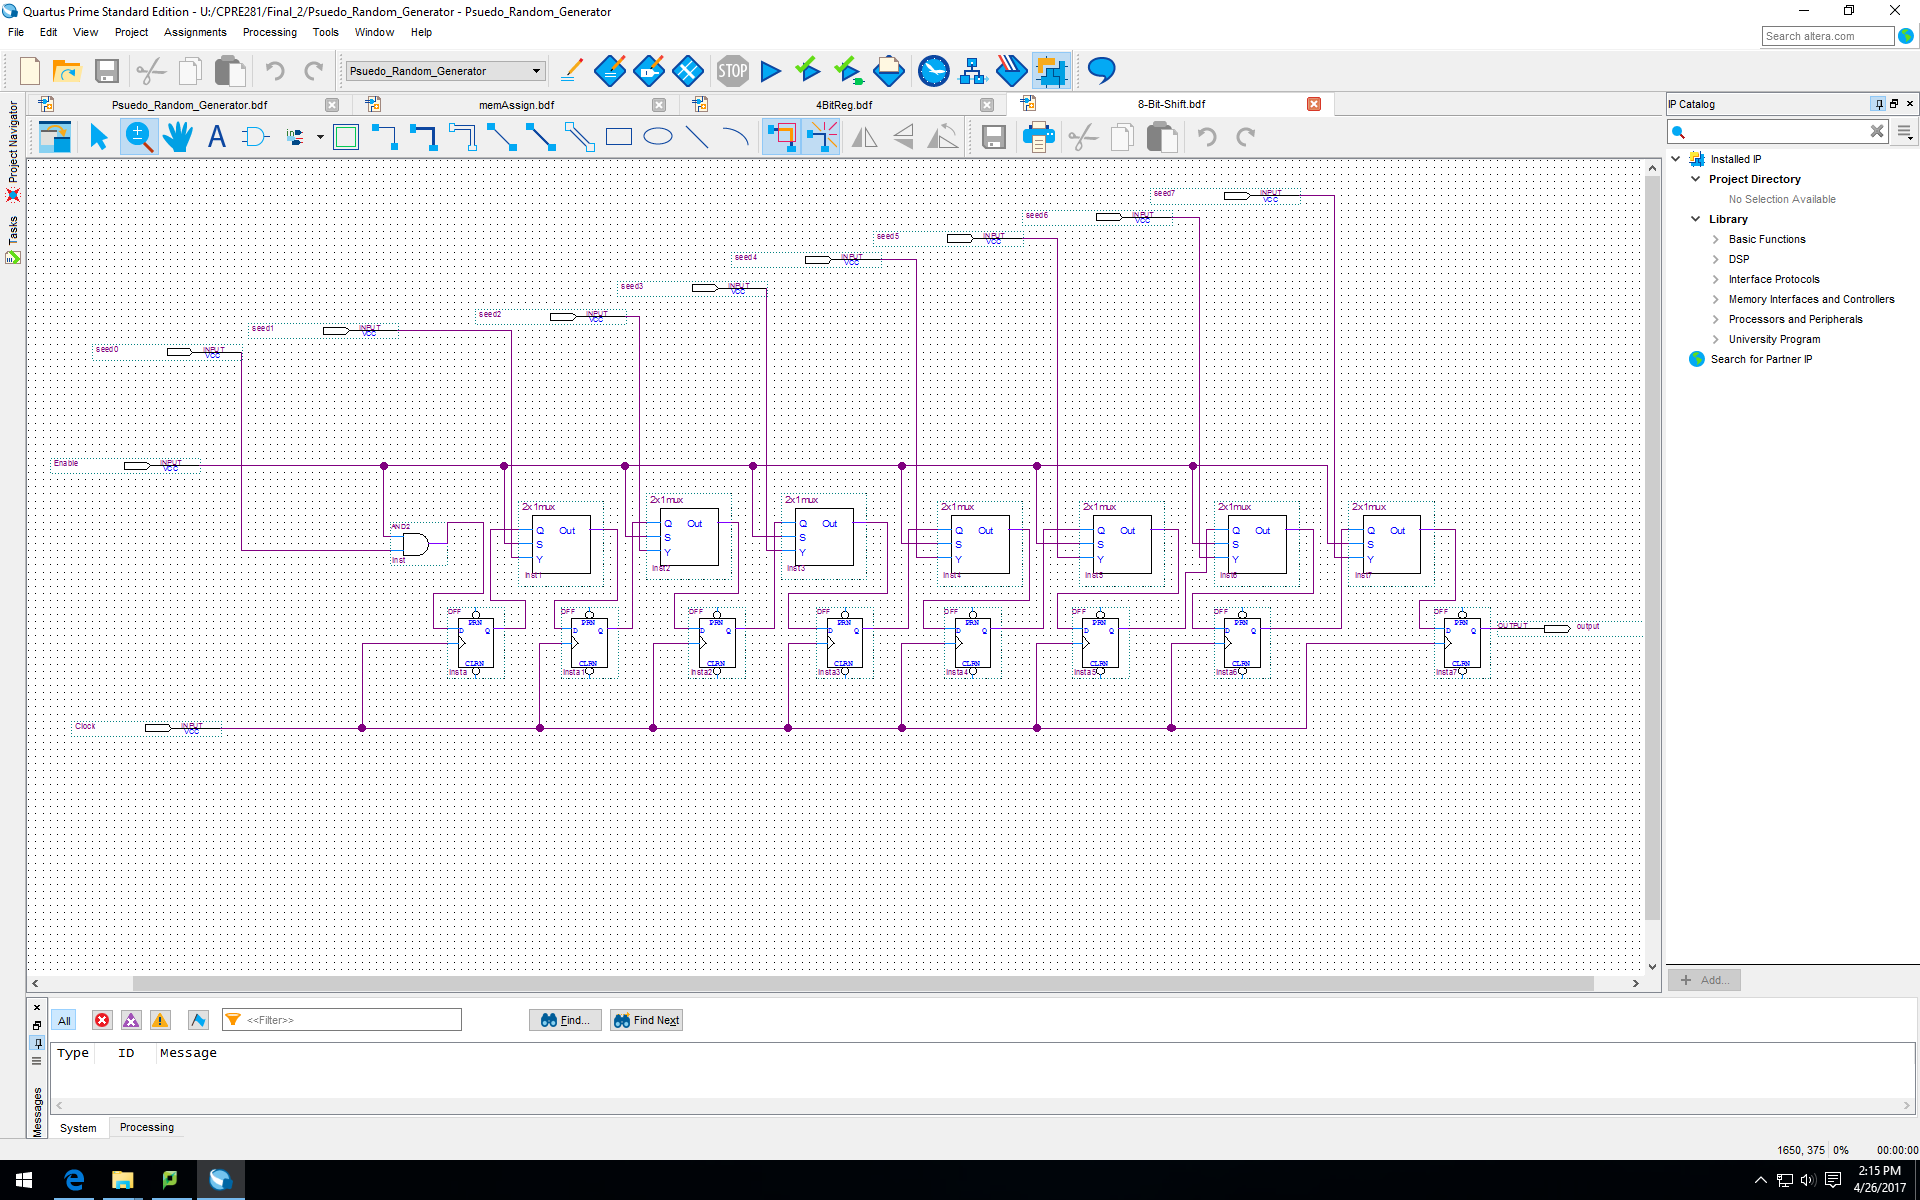 Quartus Prime Standard Edition - U:/CPRE281/Final_2/Psuedo_Random_Generator - Psuedo_Random_Generator
File Edit View Project Assignments Processing Tools Window Help
Search altera.com
STOP
Psuedo_Random_Generator
Psuedo_Random_Generator.bdf memAssign.bdf 4BitReg.bdf 8-Bit-Shift.bdf
IP Catalog
Project Navigator
Tasks
Installed IP
Project Directory
No Selection Available
Library
Basic Functions
DSP
Interface Protocols
Memory Interfaces and Controllers
Processors and Peripherals
University Program
Search for Partner IP
Add...
seed7 INPUT VCC
seed6 INPUT VCC
seed5 INPUT VCC
seed4 INPUT VCC
seed3 INPUT VCC
seed2 INPUT VCC
seed1 INPUT VCC
seed0 INPUT VCC
Enable INPUT VCC
2x1mux 2x1mux 2x1mux 2x1mux 2x1mux 2x1mux 2x1mux
AND2
Q Out Q Out Q Out Q Out Q Out Q Out Q Out
S S S S S S S
Y Y Y Y Y Y Y
inst inst1 inst2 inst3 inst4 inst5 inst6 inst7
DFF DFF DFF DFF DFF DFF DFF DFF
PRN PRN PRN PRN PRN PRN PRN PRN
D Q D Q D Q D Q D Q D Q D Q D Q
OUTPUT output
CLRN CLRN CLRN CLRN CLRN CLRN CLRN CLRN
insta insta1 insta2 insta3 insta4 insta5 insta6 insta7
Clock INPUT VCC
All
<<Filter>>
Find...
Find Next
Type ID Message
Messages
System Processing
1650, 375 0% 00:00:00
2:15 PM
4/26/2017